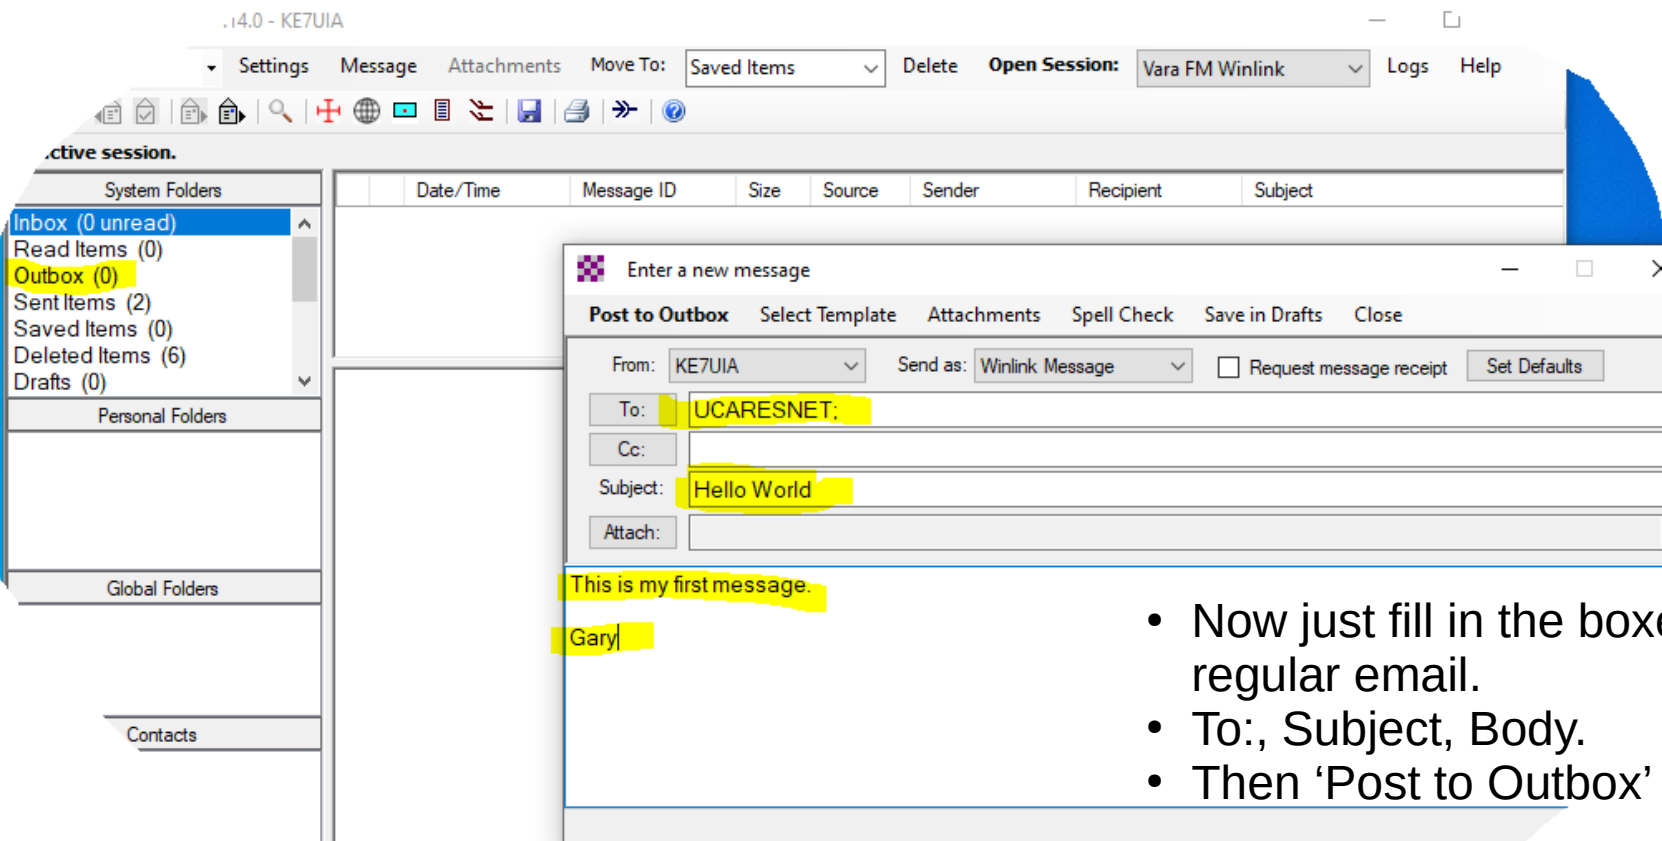 14.0 - KE7UIA
Settings Message Attachments Move To: Saved Items Delete Open Session: Vara FM Winlink Logs Help
ctive session.
System Folders
Date/Time Message ID Size Source Sender Recipient Subject
Inbox (0 unread)
Read Items (0)
Outbox (0)
Sent Items (2)
Saved Items (0)
Deleted Items (6)
Drafts (0)
Personal Folders
Global Folders
Contacts
Enter a new message
Post to Outbox Select Template Attachments Spell Check Save in Drafts Close
From: KE7UIA Send as: Winlink Message Request message receipt Set Defaults
To: UCARESNET;
Cc:
Subject: Hello World
Attach:
This is my first message.
Gary
• Now just fill in the boxe
regular email.
• To:, Subject, Body.
• Then ‘Post to Outbox’